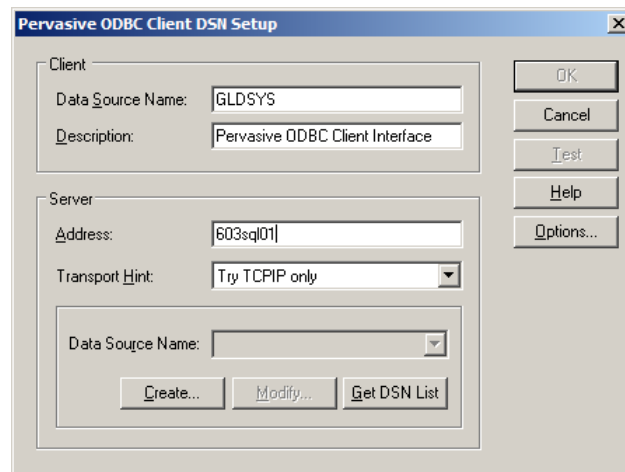 Pervasive ODBC Client DSN Setup
Client
Data Source Name: GLDSYS
Description: Pervasive ODBC Client Interface
OK
Cancel
Test
Help
Options...
Server
Address: 603sql01
Transport Hint: Try TCPIP only
Data Source Name:
Create... Modify... Get DSN List